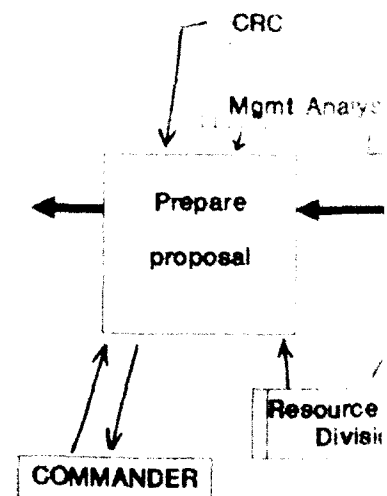 CRC
Mgmt Analys
Prepare
proposal
Resource
Divisi
COMMANDER